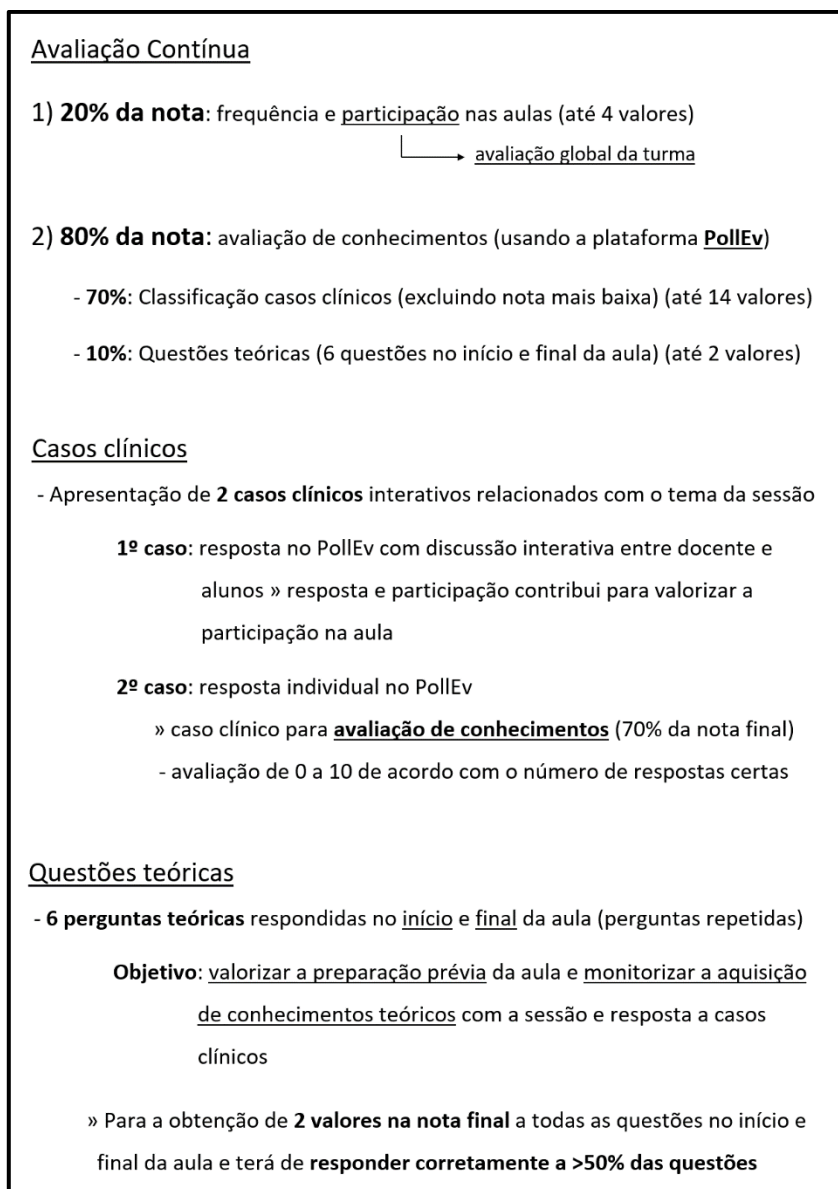 Avaliação Contínua
1) 20% da nota: frequência e participação nas aulas (até 4 valores)
avaliação global da turma
2) 80% da nota: avaliação de conhecimentos (usando a plataforma PollEv)
- 70%: Classificação casos clínicos (excluindo nota mais baixa) (até 14 valores)
- 10%: Questões teóricas (6 questões no início e final da aula) (até 2 valores)
Casos clínicos
- Apresentação de 2 casos clínicos interativos relacionados com o tema da sessão
1º caso: resposta no PollEv com discussão interativa entre docente e
alunos » resposta e participação contribui para valorizar a
participação na aula
2º caso: resposta individual no PollEv
» caso clínico para avaliação de conhecimentos (70% da nota final)
- avaliação de 0 a 10 de acordo com o número de respostas certas
Questões teóricas
- 6 perguntas teóricas respondidas no início e final da aula (perguntas repetidas)
Objetivo: valorizar a preparação prévia da aula e monitorizar a aquisição
de conhecimentos teóricos com a sessão e resposta a casos
clínicos
» Para a obtenção de 2 valores na nota final a todas as questões no início e
final da aula e terá de responder corretamente a >50% das questões